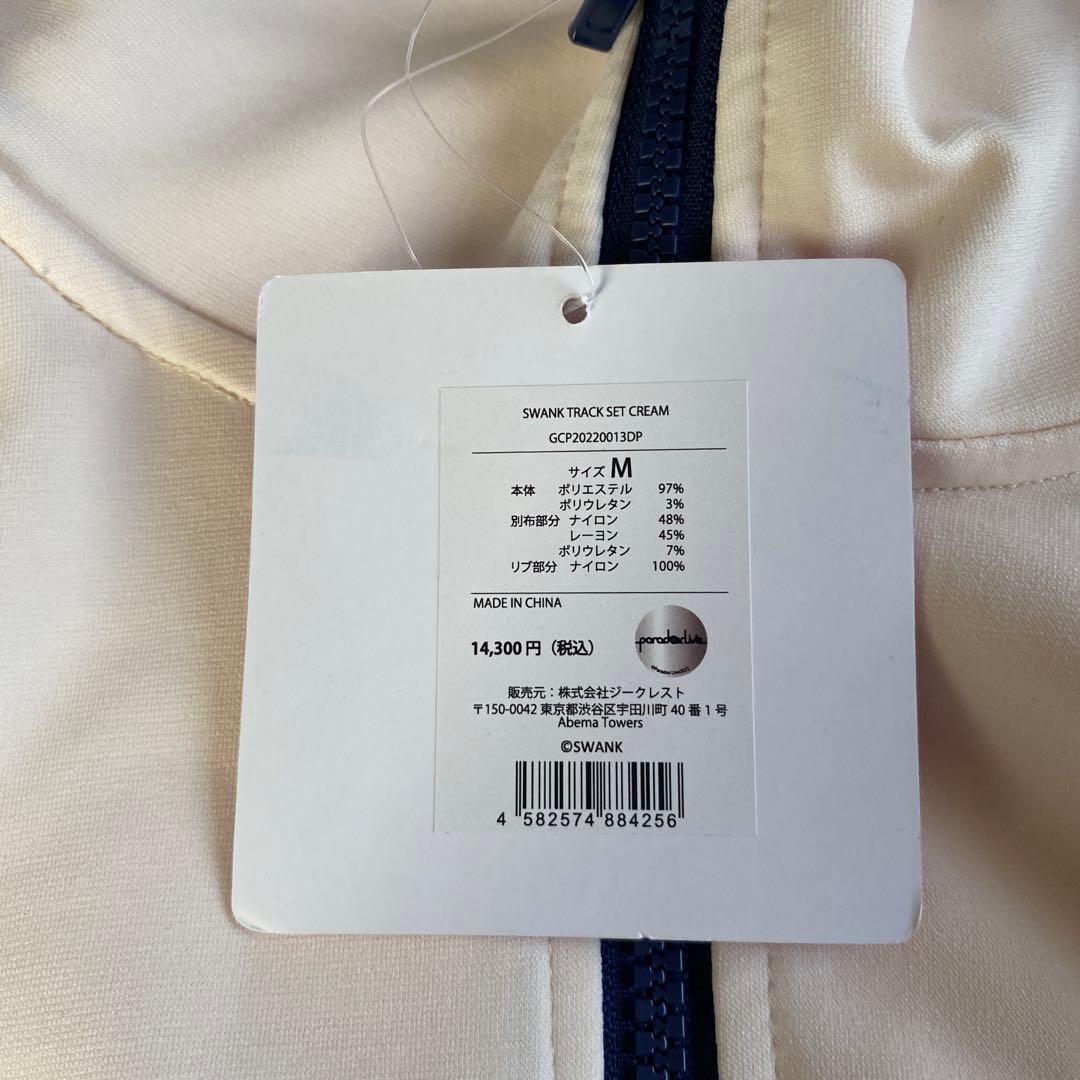 SWANK TRACK SET CREAM
GCP20220013DP
サイズ M
本体 ポリエステル 97%
ポリウレタン 3%
別布部分 ナイロン 48%
レーヨン 45%
ポリウレタン 7%
リブ部分 ナイロン 100%
MADE IN CHINA
14,300円（税込）
paradoxlive
©Paradox Live2022
販売元：株式会社ジークレスト
〒150-0042 東京都渋谷区宇田川町 40 番 1 号
Abema Towers
©SWANK
4 582574 884256